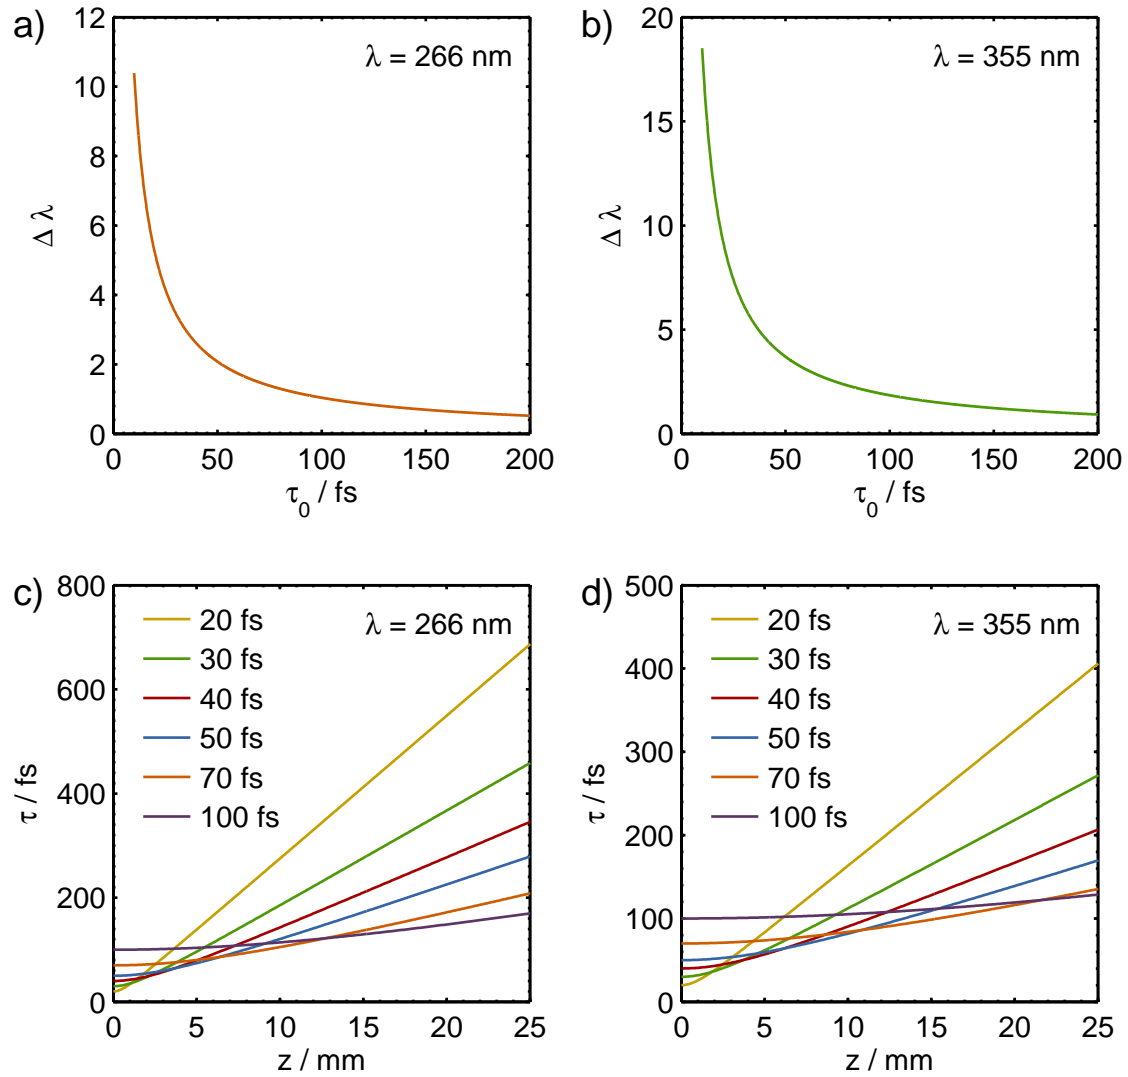 a)
λ = 266 nm
12
10
8
6
4
2
0
Δ λ
0 50 100 150 200
τ0 / fs
b)
λ = 355 nm
20
15
10
5
0
Δ λ
0 50 100 150 200
τ0 / fs
c)
λ = 266 nm
20 fs
30 fs
40 fs
50 fs
70 fs
100 fs
800
600
400
200
0
τ / fs
0 5 10 15 20 25
z / mm
d)
λ = 355 nm
20 fs
30 fs
40 fs
50 fs
70 fs
100 fs
500
400
300
200
100
0
τ / fs
0 5 10 15 20 25
z / mm